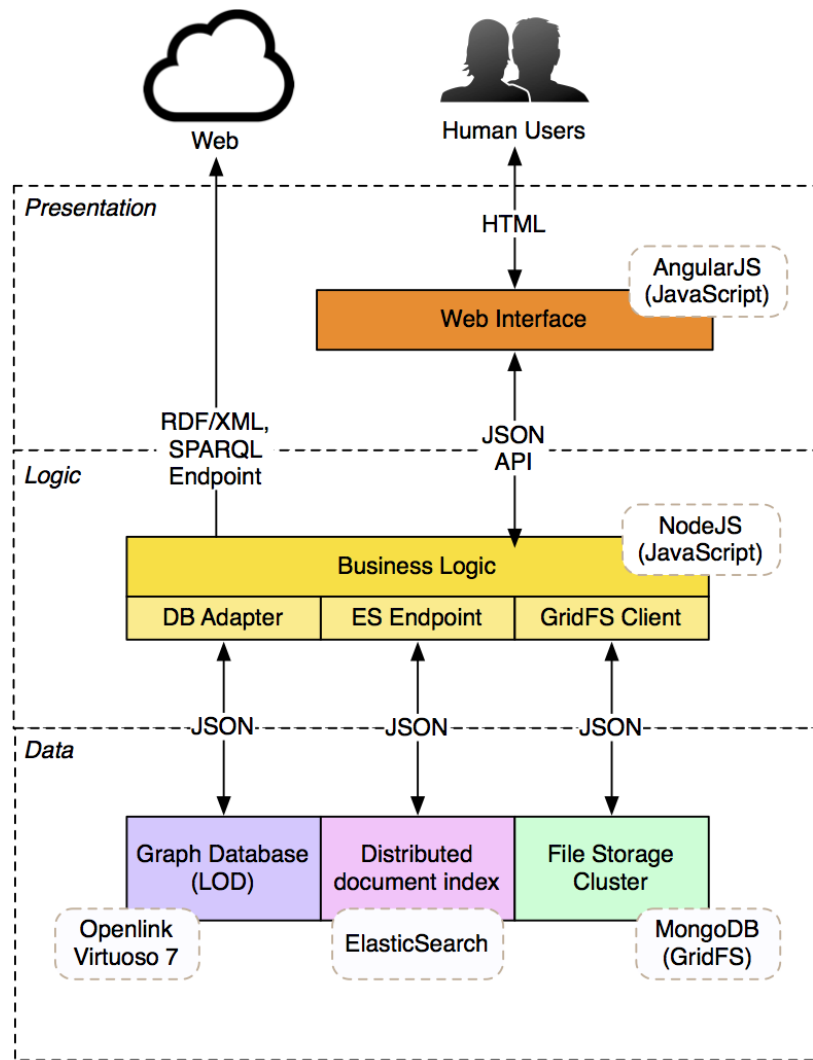 Web
Human Users
Presentation
HTML
AngularJS
(JavaScript)
Web Interface
RDF/XML,
SPARQL
Endpoint
JSON
API
Logic
NodeJS
(JavaScript)
Business Logic
DB Adapter
ES Endpoint
GridFS Client
JSON
JSON
JSON
Data
Graph Database
(LOD)
Distributed
document index
File Storage
Cluster
Openlink
Virtuoso 7
ElasticSearch
MongoDB
(GridFS)